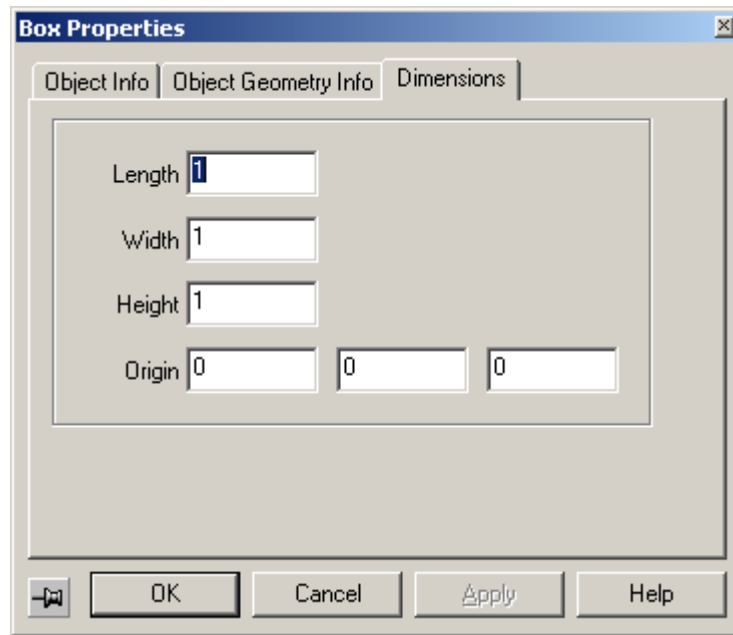 Box Properties
Object Info Object Geometry Info Dimensions
Length 1
Width 1
Height 1
Origin 0 0 0
OK Cancel Apply Help